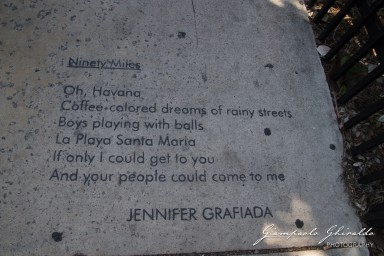 Ninety Miles
Oh, Havana
Coffee-colored dreams of rainy streets
Boys playing with balls
La Playa Santa Maria
If only I could get to you
And your people could come to me
JENNIFER GRAFIADA
Giampaolo Ghiraldo
PHOTOGRAPHY